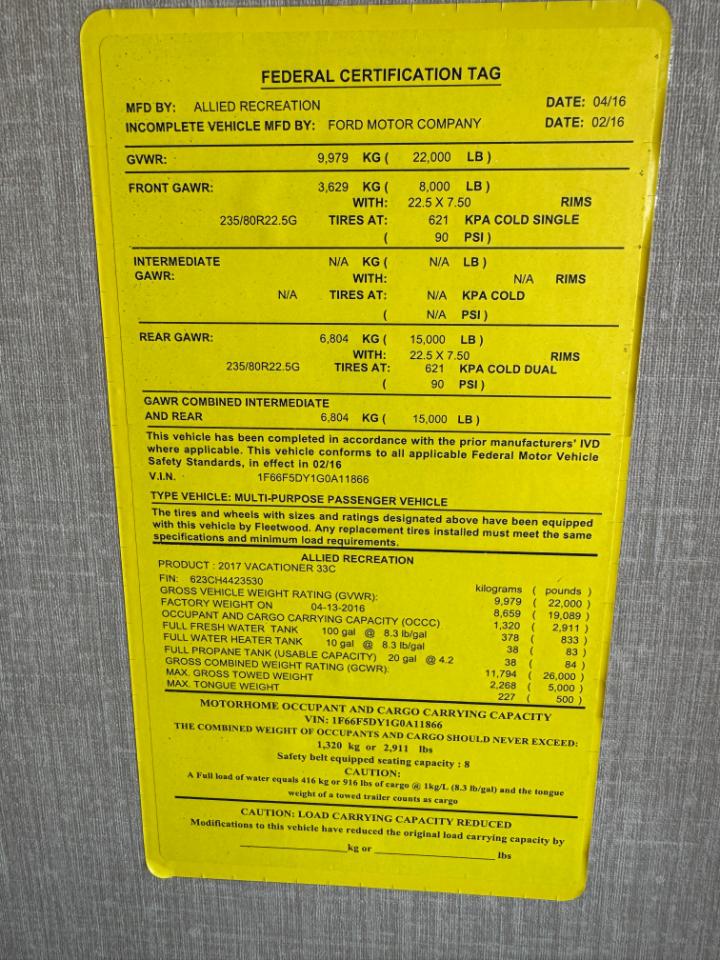 FEDERAL CERTIFICATION TAG
MFD BY: ALLIED RECREATION DATE: 04/16
INCOMPLETE VEHICLE MFD BY: FORD MOTOR COMPANY DATE: 02/16
GVWR: 9,979 KG ( 22,000 LB )
FRONT GAWR: 3,629 KG ( 8,000 LB )
WITH: 22.5 X 7.50 RIMS
235/80R22.5G TIRES AT: 621 KPA COLD SINGLE
( 90 PSI )
INTERMEDIATE N/A KG ( N/A LB )
GAWR: WITH: N/A RIMS
N/A TIRES AT: N/A KPA COLD
( N/A PSI )
REAR GAWR: 6,804 KG ( 15,000 LB )
WITH: 22.5 X 7.50 RIMS
235/80R22.5G TIRES AT: 621 KPA COLD DUAL
( 90 PSI )
GAWR COMBINED INTERMEDIATE
AND REAR 6,804 KG ( 15,000 LB )
This vehicle has been completed in accordance with the prior manufacturers' IVD
where applicable. This vehicle conforms to all applicable Federal Motor Vehicle
Safety Standards, in effect in 02/16
V.I.N. 1F66F5DY1G0A11866
TYPE VEHICLE: MULTI-PURPOSE PASSENGER VEHICLE
The tires and wheels with sizes and ratings designated above have been equipped
with this vehicle by Fleetwood. Any replacement tires installed must meet the same
specifications and minimum load requirements.
ALLIED RECREATION
PRODUCT : 2017 VACATIONER 33C
FIN: 623CH4423530 kilograms ( pounds )
GROSS VEHICLE WEIGHT RATING (GVWR): 9,979 ( 22,000 )
FACTORY WEIGHT ON 04-13-2016 8,659 ( 19,089 )
OCCUPANT AND CARGO CARRYING CAPACITY (OCCC) 1,320 ( 2,911 )
FULL FRESH WATER TANK 100 gal @ 8.3 lb/gal 378 ( 833 )
FULL WATER HEATER TANK 10 gal @ 8.3 lb/gal 38 ( 83 )
FULL PROPANE TANK (USABLE CAPACITY) 20 gal @ 4.2 38 ( 84 )
GROSS COMBINED WEIGHT RATING (GCWR): 11,794 ( 26,000 )
MAX. GROSS TOWED WEIGHT 2,268 ( 5,000 )
MAX. TONGUE WEIGHT 227 ( 500 )
MOTORHOME OCCUPANT AND CARGO CARRYING CAPACITY
VIN: 1F66F5DY1G0A11866
THE COMBINED WEIGHT OF OCCUPANTS AND CARGO SHOULD NEVER EXCEED:
1,320 kg or 2,911 lbs
Safety belt equipped seating capacity : 8
CAUTION:
A Full load of water equals 416 kg or 916 lbs of cargo @ 1kg/L (8.3 lb/gal) and the tongue
weight of a towed trailer counts as cargo
CAUTION: LOAD CARRYING CAPACITY REDUCED
Modifications to this vehicle have reduced the original load carrying capacity by
____________kg or ____________ lbs